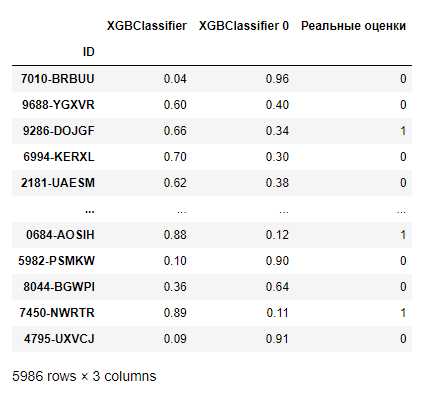 XGBClassifier XGBClassifier 0 Реальные оценки
ID
7010-BRBUU 0.04 0.96 0
9688-YGXVR 0.60 0.40 0
9286-DOJGF 0.66 0.34 1
6994-KERXL 0.70 0.30 0
2181-UAESM 0.62 0.38 0
... ... ... ...
0684-AOSIH 0.88 0.12 1
5982-PSMKW 0.10 0.90 0
8044-BGWPI 0.36 0.64 0
7450-NWRTR 0.89 0.11 1
4795-UXVCJ 0.09 0.91 0
5986 rows × 3 columns